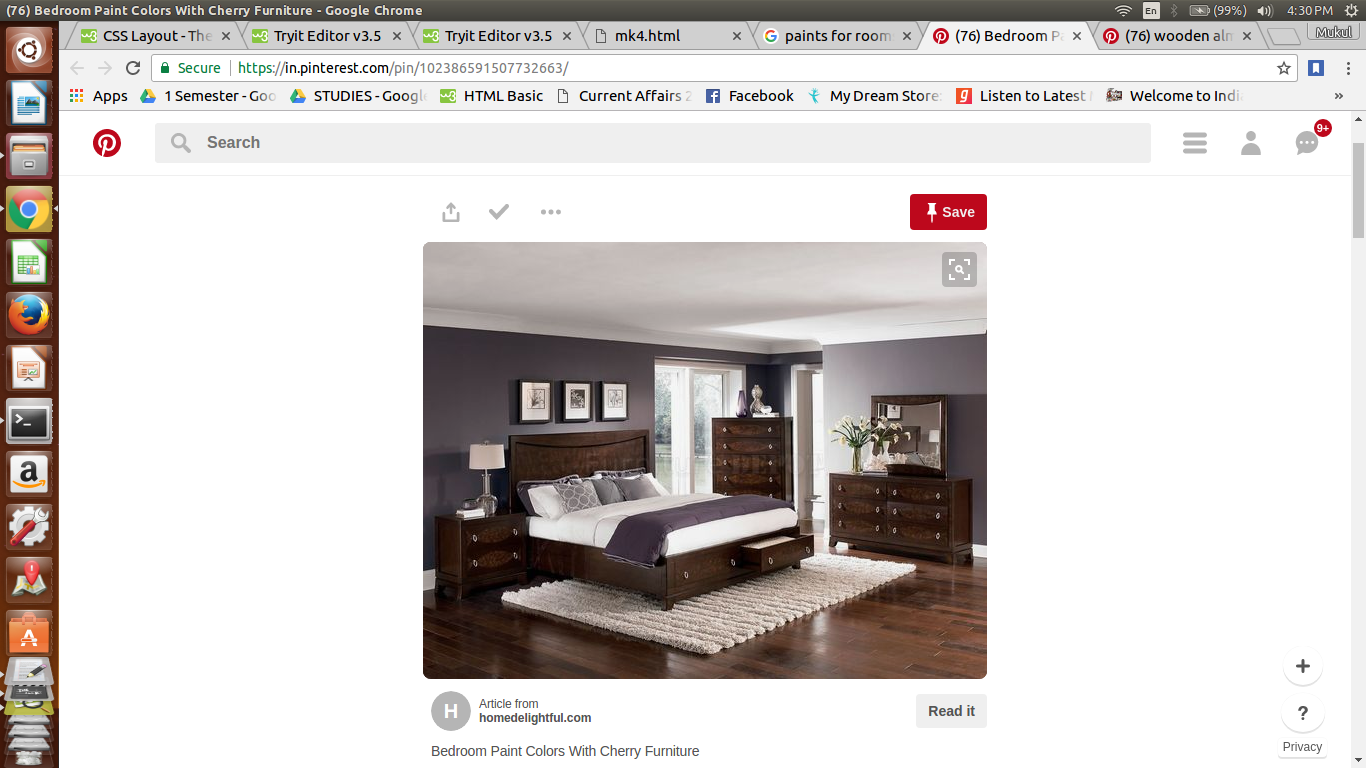 (76) Bedroom Paint Colors With Cherry Furniture - Google Chrome
En
(99%)
4:30 PM
CSS Layout - The
Tryit Editor v3.5
Tryit Editor v3.5
mk4.html
paints for room
(76) Bedroom P
(76) wooden alm
Mukul
Secure
https://in.pinterest.com/pin/102386591507732663/
Apps
1 Semester - Goo
STUDIES - Google
HTML Basic
Current Affairs 2
Facebook
My Dream Store:
Listen to Latest
Welcome to Indi
»
Search
9+
Save
H
Article from
homedelightful.com
Read it
Bedroom Paint Colors With Cherry Furniture
+
?
Privacy